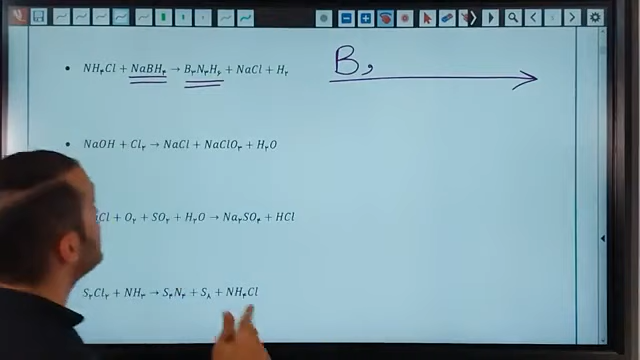 • NH۴Cl + NaBH۴ → B۳N۳H۶ + NaCl + H۲
B,
• NaOH + Cl۲ → NaCl + NaClO۳ + H۲O
Cl + O۲ + SO۲ + H۲O → Na۲SO۴ + HCl
S۲Cl۲ + NH۳ → S۴N۴ + S۸ + NH۴Cl